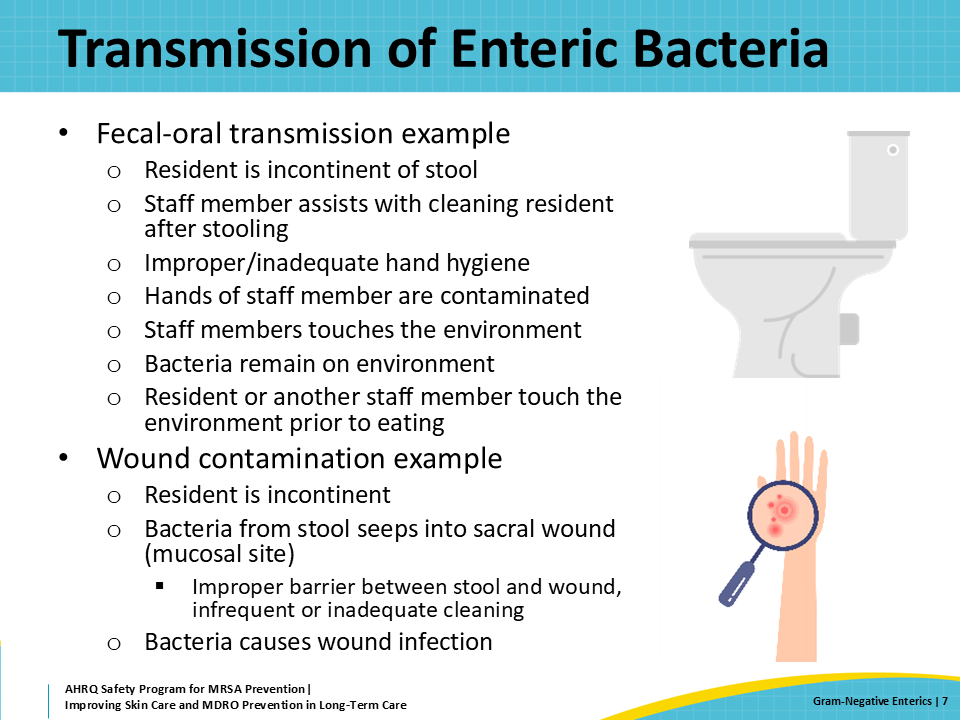 Transmission of Enteric Bacteria
• Fecal-oral transmission example
o Resident is incontinent of stool
o Staff member assists with cleaning resident
after stooling
o Improper/inadequate hand hygiene
o Hands of staff member are contaminated
o Staff members touches the environment
o Bacteria remain on environment
o Resident or another staff member touch the
environment prior to eating
• Wound contamination example
o Resident is incontinent
o Bacteria from stool seeps into sacral wound
(mucosal site)
▪ Improper barrier between stool and wound,
infrequent or inadequate cleaning
o Bacteria causes wound infection
AHRQ Safety Program for MRSA Prevention|
Improving Skin Care and MDRO Prevention in Long-Term Care
Gram-Negative Enterics | 7